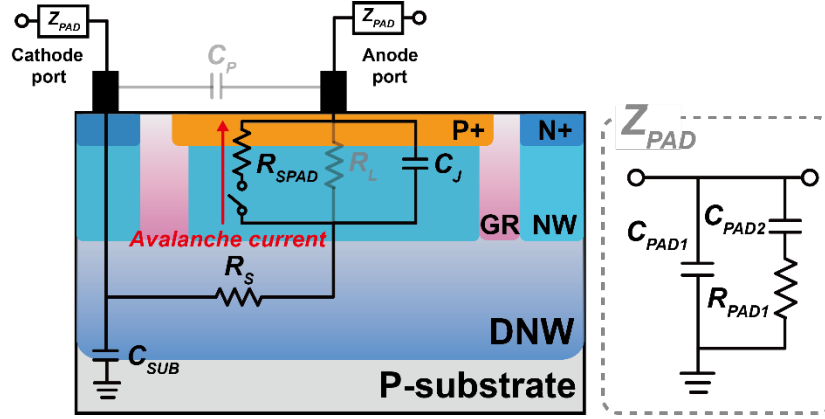 Z_PAD
Z_PAD
Cathode
port
Anode
port
C_P
P+
N+
R_SPAD
R_L
C_J
GR
NW
Avalanche current
R_S
DNW
C_SUB
P-substrate
Z_PAD
C_PAD1
C_PAD2
R_PAD1